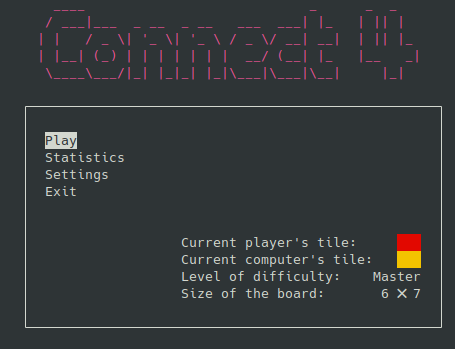 Connect 4
Play
Statistics
Settings
Exit
Current player's tile:
Current computer's tile:
Level of difficulty: Master
Size of the board: 6 × 7